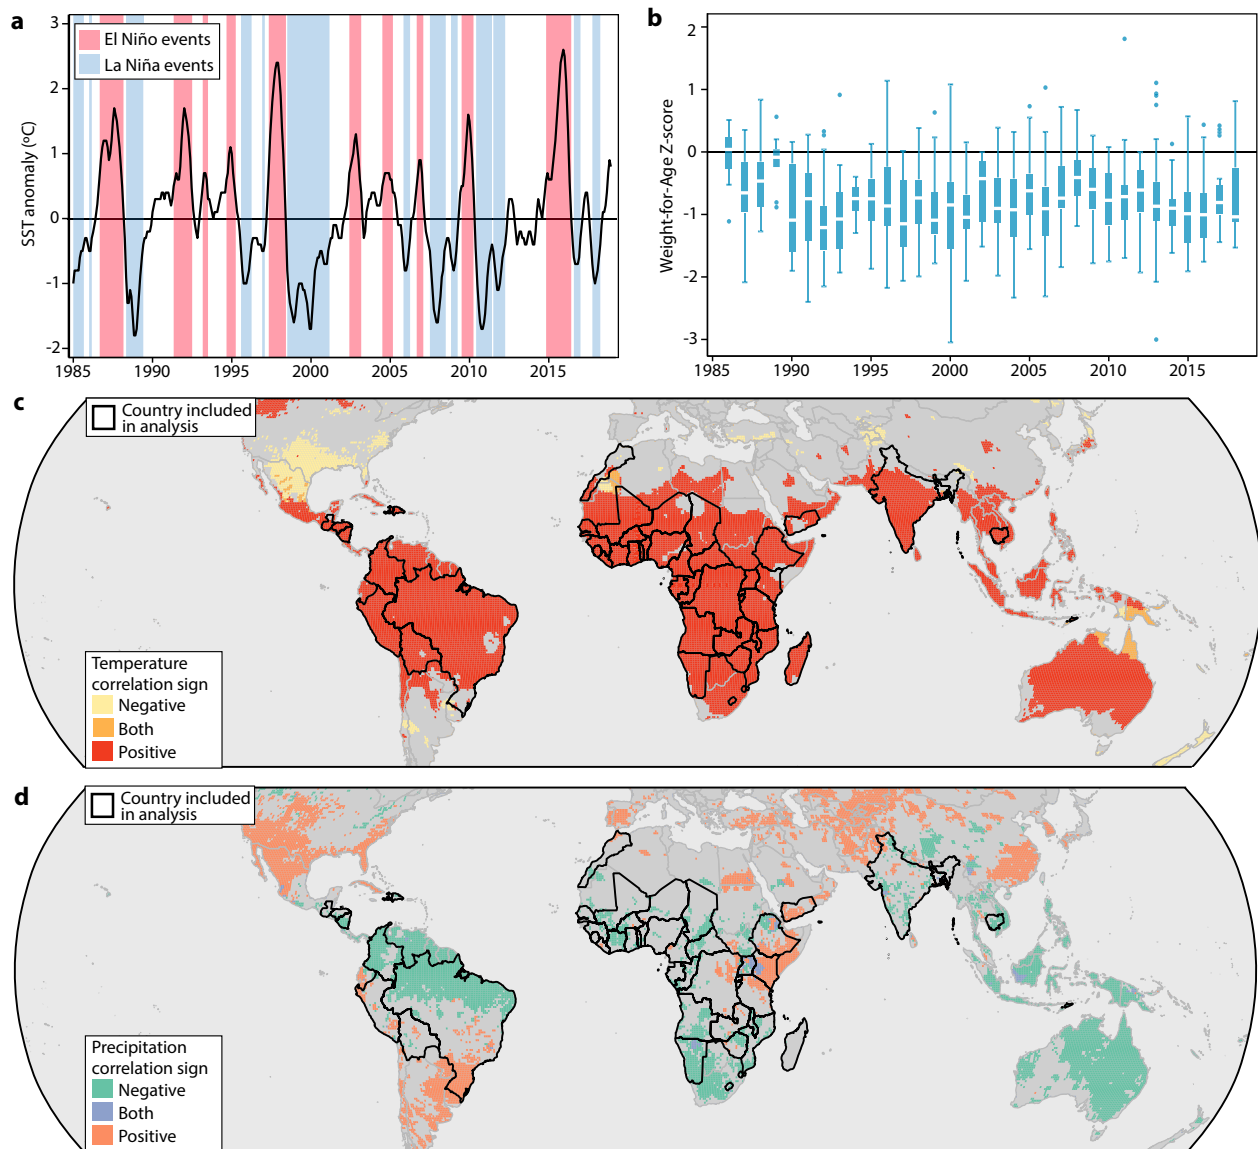 a
3
2
1
0
-1
-2
SST anomaly (ºC)
El Niño events
La Niña events
1985
1990
1995
2000
2005
2010
2015
b
2
1
0
-1
-2
-3
Weight-for-Age Z-score
1985
1990
1995
2000
2005
2010
2015
c
Country included
in analysis
Temperature
correlation sign
Negative
Both
Positive
d
Country included
in analysis
Precipitation
correlation sign
Negative
Both
Positive